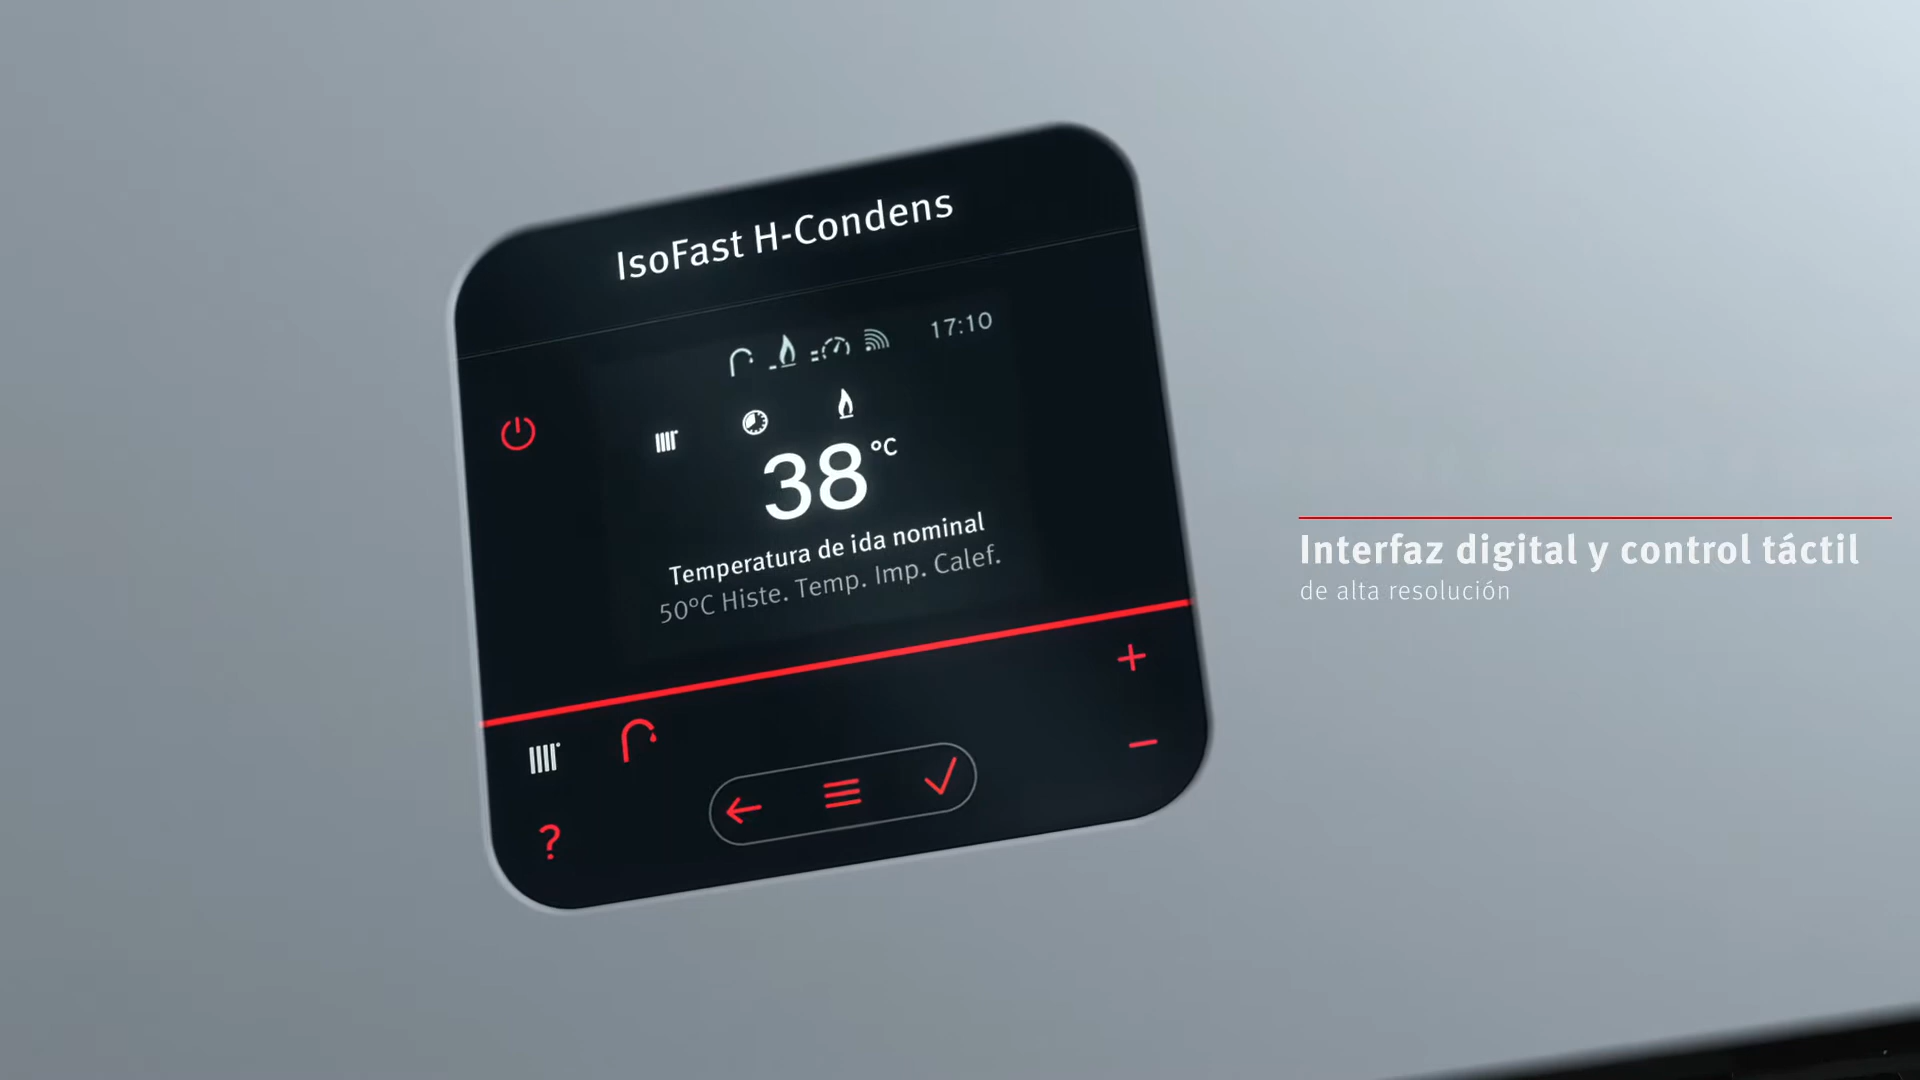 IsoFast H-Condens
17:10
38 °C
Temperatura de ida nominal
50°C Histe. Temp. Imp. Calef.
?
Interfaz digital y control táctil
de alta resolución